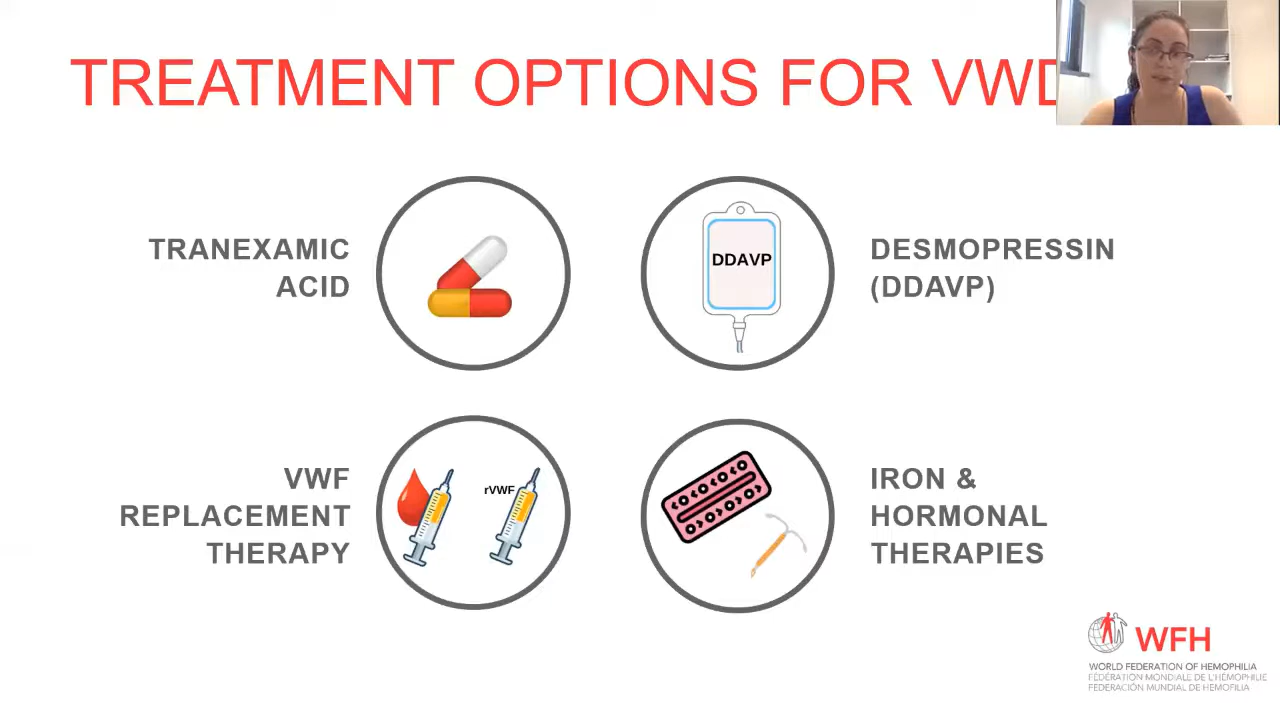 TREATMENT OPTIONS FOR VWD
TRANEXAMIC
ACID
DDAVP
DESMOPRESSIN
(DDAVP)
VWF
REPLACEMENT
THERAPY
rVWF
IRON &
HORMONAL
THERAPIES
WFH
WORLD FEDERATION OF HEMOPHILIA
FÉDÉRATION MONDIALE DE L'HÉMOPHILIE
FEDERACIÓN MUNDIAL DE HEMOFILIA